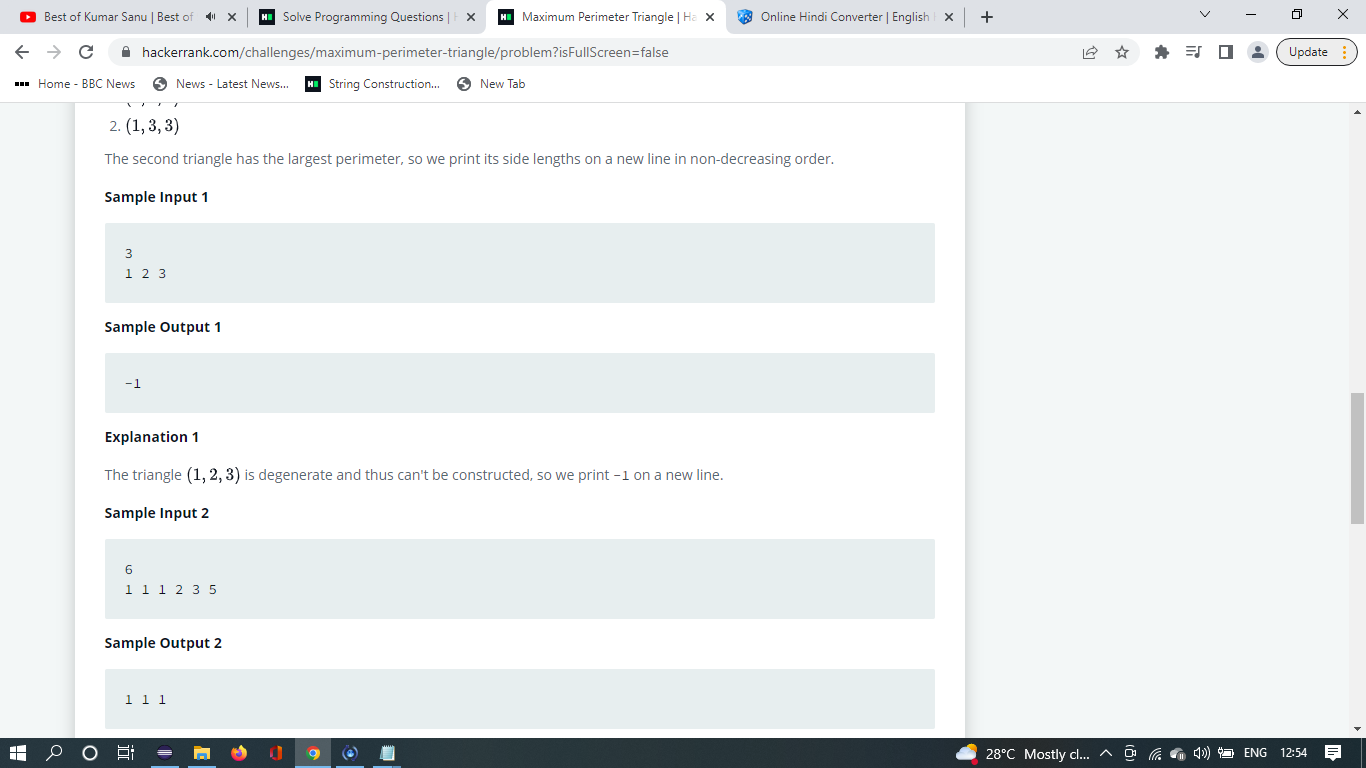 Best of Kumar Sanu | Best of
Solve Programming Questions |
Maximum Perimeter Triangle | Ha
Online Hindi Converter | English
hackerrank.com/challenges/maximum-perimeter-triangle/problem?isFullScreen=false
Update
Home - BBC News
News - Latest News...
String Construction...
New Tab
2. (1, 3, 3)
The second triangle has the largest perimeter, so we print its side lengths on a new line in non-decreasing order.
Sample Input 1
3
1 2 3
Sample Output 1
-1
Explanation 1
The triangle (1, 2, 3) is degenerate and thus can't be constructed, so we print -1 on a new line.
Sample Input 2
6
1 1 1 2 3 5
Sample Output 2
1 1 1
28°C Mostly cl...
ENG
12:54